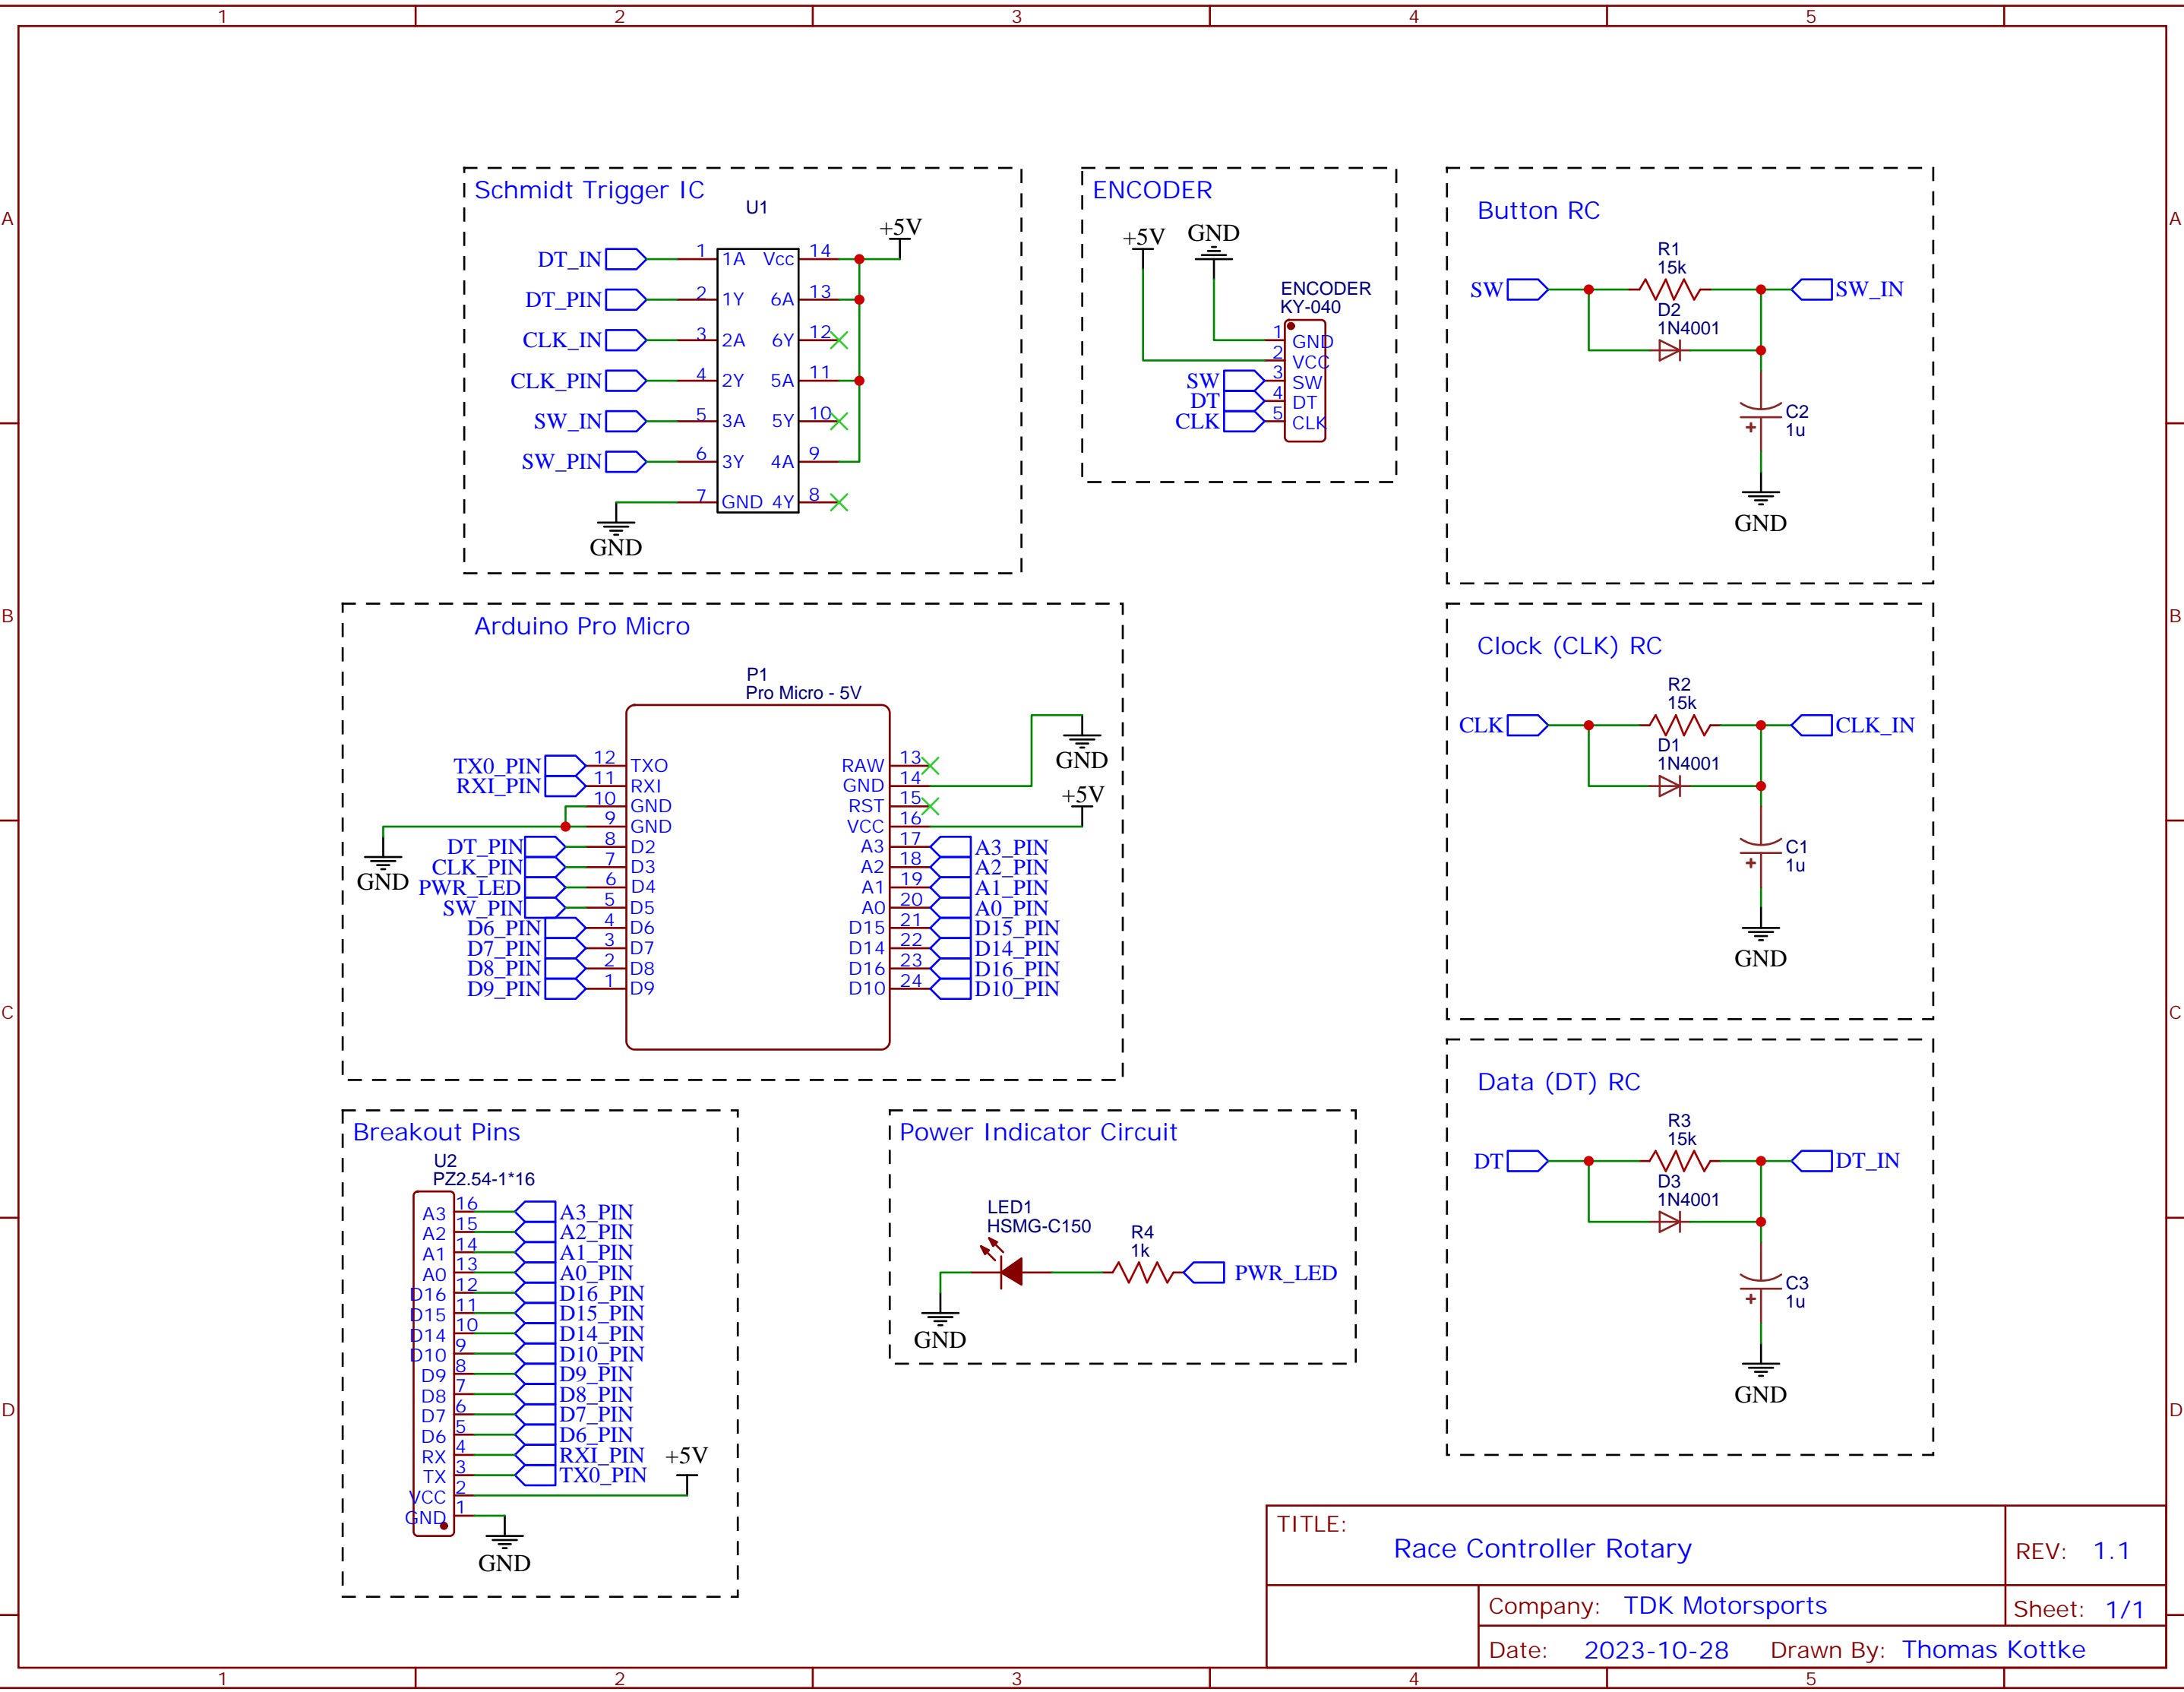 1 2 3 4 5
A A
B B
C C
D D
Schmidt Trigger IC
U1
+5V
DT_IN 1 1A Vcc 14
DT_PIN 2 1Y 6A 13
CLK_IN 3 2A 6Y 12
CLK_PIN 4 2Y 5A 11
SW_IN 5 3A 5Y 10
SW_PIN 6 3Y 4A 9
7 GND 4Y 8
GND
ENCODER
+5V GND
ENCODER
KY-040
1 GND
2 VCC
SW 3 SW
DT 4 DT
CLK 5 CLK
Button RC
R1
15k
SW SW_IN
D2
1N4001
C2
1u
GND
Arduino Pro Micro
P1
Pro Micro - 5V
TX0_PIN 12 TXO
RXI_PIN 11 RXI
10 GND
9 GND
GND
DT_PIN 8 D2
CLK_PIN 7 D3
PWR_LED 6 D4
SW_PIN 5 D5
D6_PIN 4 D6
D7_PIN 3 D7
D8_PIN 2 D8
D9_PIN 1 D9
RAW 13
GND 14
GND
RST 15
+5V
VCC 16
A3 17 A3_PIN
A2 18 A2_PIN
A1 19 A1_PIN
A0 20 A0_PIN
D15 21 D15_PIN
D14 22 D14_PIN
D16 23 D16_PIN
D10 24 D10_PIN
Clock (CLK) RC
R2
15k
CLK CLK_IN
D1
1N4001
C1
1u
GND
Breakout Pins
U2
PZ2.54-1*16
A3 16 A3_PIN
A2 15 A2_PIN
A1 14 A1_PIN
A0 13 A0_PIN
D16 12 D16_PIN
D15 11 D15_PIN
D14 10 D14_PIN
D10 9 D10_PIN
D9 8 D9_PIN
D8 7 D8_PIN
D7 6 D7_PIN
D6 5 D6_PIN
RX 4 RXI_PIN
TX 3 TX0_PIN
+5V
VCC 2
GND 1
GND
Power Indicator Circuit
LED1
HSMG-C150
R4
1k
PWR_LED
GND
Data (DT) RC
R3
15k
DT DT_IN
D3
1N4001
C3
1u
GND
TITLE:
Race Controller Rotary
REV: 1.1
Company: TDK Motorsports
Sheet: 1/1
Date: 2023-10-28 Drawn By: Thomas Kottke
1 2 3 4 5